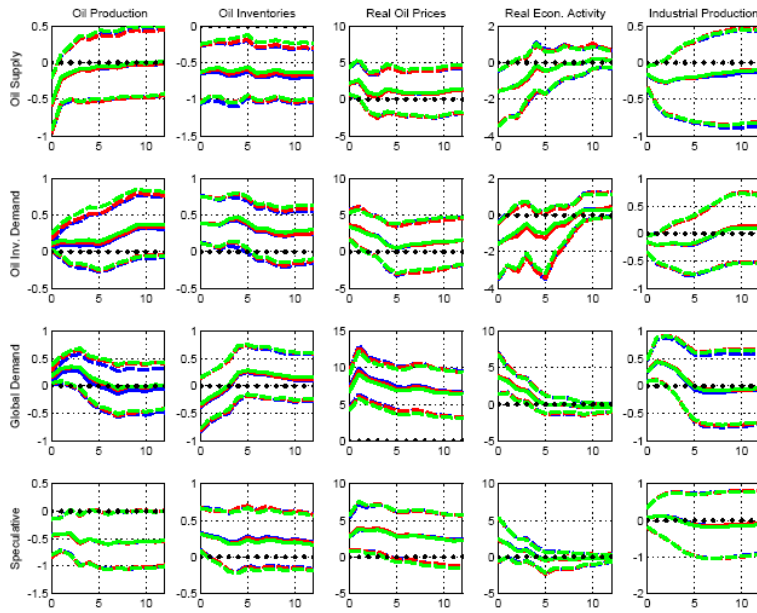 Oil Production
Oil Inventories
Real Oil Prices
Real Econ. Activity
Industrial Production
Oil Supply
0.5
0
-0.5
-1
0 5 10
0
-0.5
-1
-1.5
0 5 10
10
5
0
-5
0 5 10
2
0
-2
-4
0 5 10
0.5
0
-0.5
-1
0 5 10
Oil Inv. Demand
1
0.5
0
-0.5
0 5 10
1
0.5
0
-0.5
0 5 10
10
5
0
-5
0 5 10
2
0
-2
-4
0 5 10
1
0.5
0
-0.5
-1
0 5 10
Global Demand
1
0.5
0
-0.5
-1
0 5 10
1
0.5
0
-0.5
-1
0 5 10
15
10
5
0
0 5 10
10
5
0
-5
0 5 10
1
0.5
0
-0.5
-1
0 5 10
Speculative
0.5
0
-0.5
-1
-1.5
0 5 10
1
0.5
0
-0.5
0 5 10
10
5
0
-5
0 5 10
10
5
0
-5
0 5 10
2
1
0
-1
-2
0 5 10